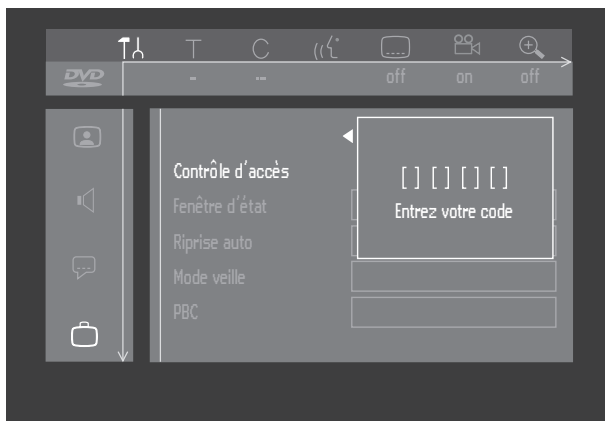 T C
DVD - -- off on off
Contrôle d'accès
[ ] [ ] [ ] [ ]
Entrez votre code
Fenêtre d'état
Riprise auto
Mode veille
PBC